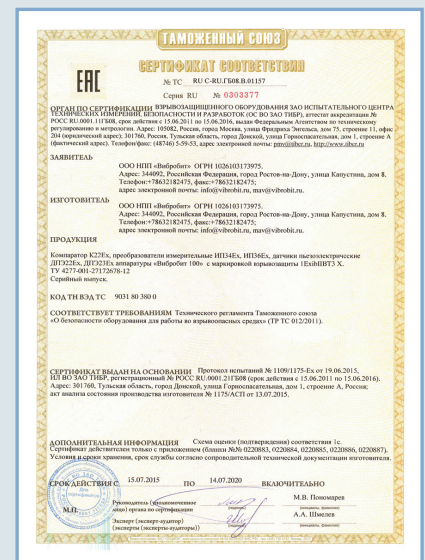 ТАМОЖЕННЫЙ СОЮЗ
СЕРТИФИКАТ СООТВЕТСТВИЯ
ЕАС
№ ТС RU C-RU.ГБ08.В.01157
Серия RU № 0303377
ОРГАН ПО СЕРТИФИКАЦИИ ВЗРЫВОЗАЩИЩЕННОГО ОБОРУДОВАНИЯ ЗАО ИСПЫТАТЕЛЬНОГО ЦЕНТРА
ТЕХНИЧЕСКИХ ИЗМЕРЕНИЙ, БЕЗОПАСНОСТИ И РАЗРАБОТОК (ОС ВО ЗАО ТИБР), аттестат аккредитации №
РОСС RU.0001.11ГБ08, срок действия с 15.06.2011 по 15.06.2016, выдан Федеральным Агентством по техническому
регулированию и метрологии. Адрес: 105082, Россия, город Москва, улица Фридриха Энгельса, дом 75, строение 11, офис
204 (юридический адрес); 301760, Россия, Тульская область, город Донской, улица Горноспасательная, дом 1, строение А
(фактический адрес). Телефон/факс: (48746) 5-59-53, адрес электронной почты: pmv@tiber.ru, http://www.tiber.ru
ЗАЯВИТЕЛЬ
ООО НПП «Вибробит» ОГРН 1026103173975.
Адрес: 344092, Российская Федерация, город Ростов-на-Дону, улица Капустина, дом 8.
Телефон:+78632182475, факс:+78632182475;
адрес электронной почты: info@vibrobit.ru, mav@vibrobit.ru.
ИЗГОТОВИТЕЛЬ
ООО НПП «Вибробит» ОГРН 1026103173975.
Адрес: 344092, Российская Федерация, город Ростов-на-Дону, улица Капустина, дом 8.
Телефон:+78632182475, факс:+78632182475;
адрес электронной почты: info@vibrobit.ru, mav@vibrobit.ru.
ПРОДУКЦИЯ
Компаратор К22Ех, преобразователи измерительные ИП34Ех, ИП36Ех, датчики пьезоэлектрические
ДПЭ22Ех, ДПЭ23Ех аппаратуры «Вибробит 100» с маркировкой взрывозащиты 1ExibIIBT3 X.
ТУ 4277-001-27172678-12
Серийный выпуск.
КОД ТН ВЭД ТС 9031 80 380 0
СООТВЕТСТВУЕТ ТРЕБОВАНИЯМ Технического регламента Таможенного союза
«О безопасности оборудования для работы во взрывоопасных средах» (ТР ТС 012/2011).
СЕРТИФИКАТ ВЫДАН НА ОСНОВАНИИ Протокол испытаний № 1109/1175-Ех от 19.06.2015,
ИЛ ВО ЗАО ТИБР, регистрационный № РОСС RU.0001.21ГБ08 (срок действия с 15.06.2011 по 15.06.2016).
Адрес: 301760, Тульская область, город Донской, улица Горноспасательная, дом 1, строение А, Россия;
акт анализа состояния производства изготовителя № 1175/АСП от 13.07.2015.
ДОПОЛНИТЕЛЬНАЯ ИНФОРМАЦИЯ Схема оценки (подтверждения) соответствия 1с.
Сертификат действителен только с приложением (бланки №№ 0220883, 0220884, 0220885, 0220886, 0220887).
Условия и сроки хранения, срок службы согласно сопроводительной технической документации изготовителя.
СРОК ДЕЙСТВИЯ С 15.07.2015 ПО 14.07.2020 ВКЛЮЧИТЕЛЬНО
М.П.
Руководитель (уполномоченное
лицо) органа по сертификации
М.В. Пономарев
Эксперт (эксперт-аудитор)
(эксперты (эксперты-аудиторы))
А.А. Шмелев